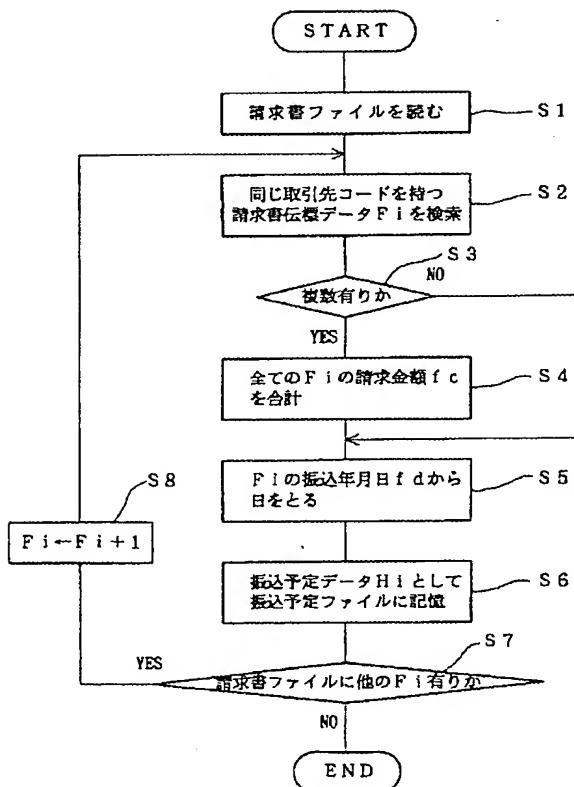 START
請求書ファイルを読む
S1
同じ取引先コードを持つ
請求書伝標データFiを検索
S2
S3
複数有りか
NO
YES
全てのFiの請求金額fc
を合計
S4
Fiの振込年月日fdから
日をとる
S5
S8
Fi←Fi+1
振込予定データHiとして
振込予定ファイルに記憶
S6
S7
YES
請求書ファイルに他のFi有りか
NO
END